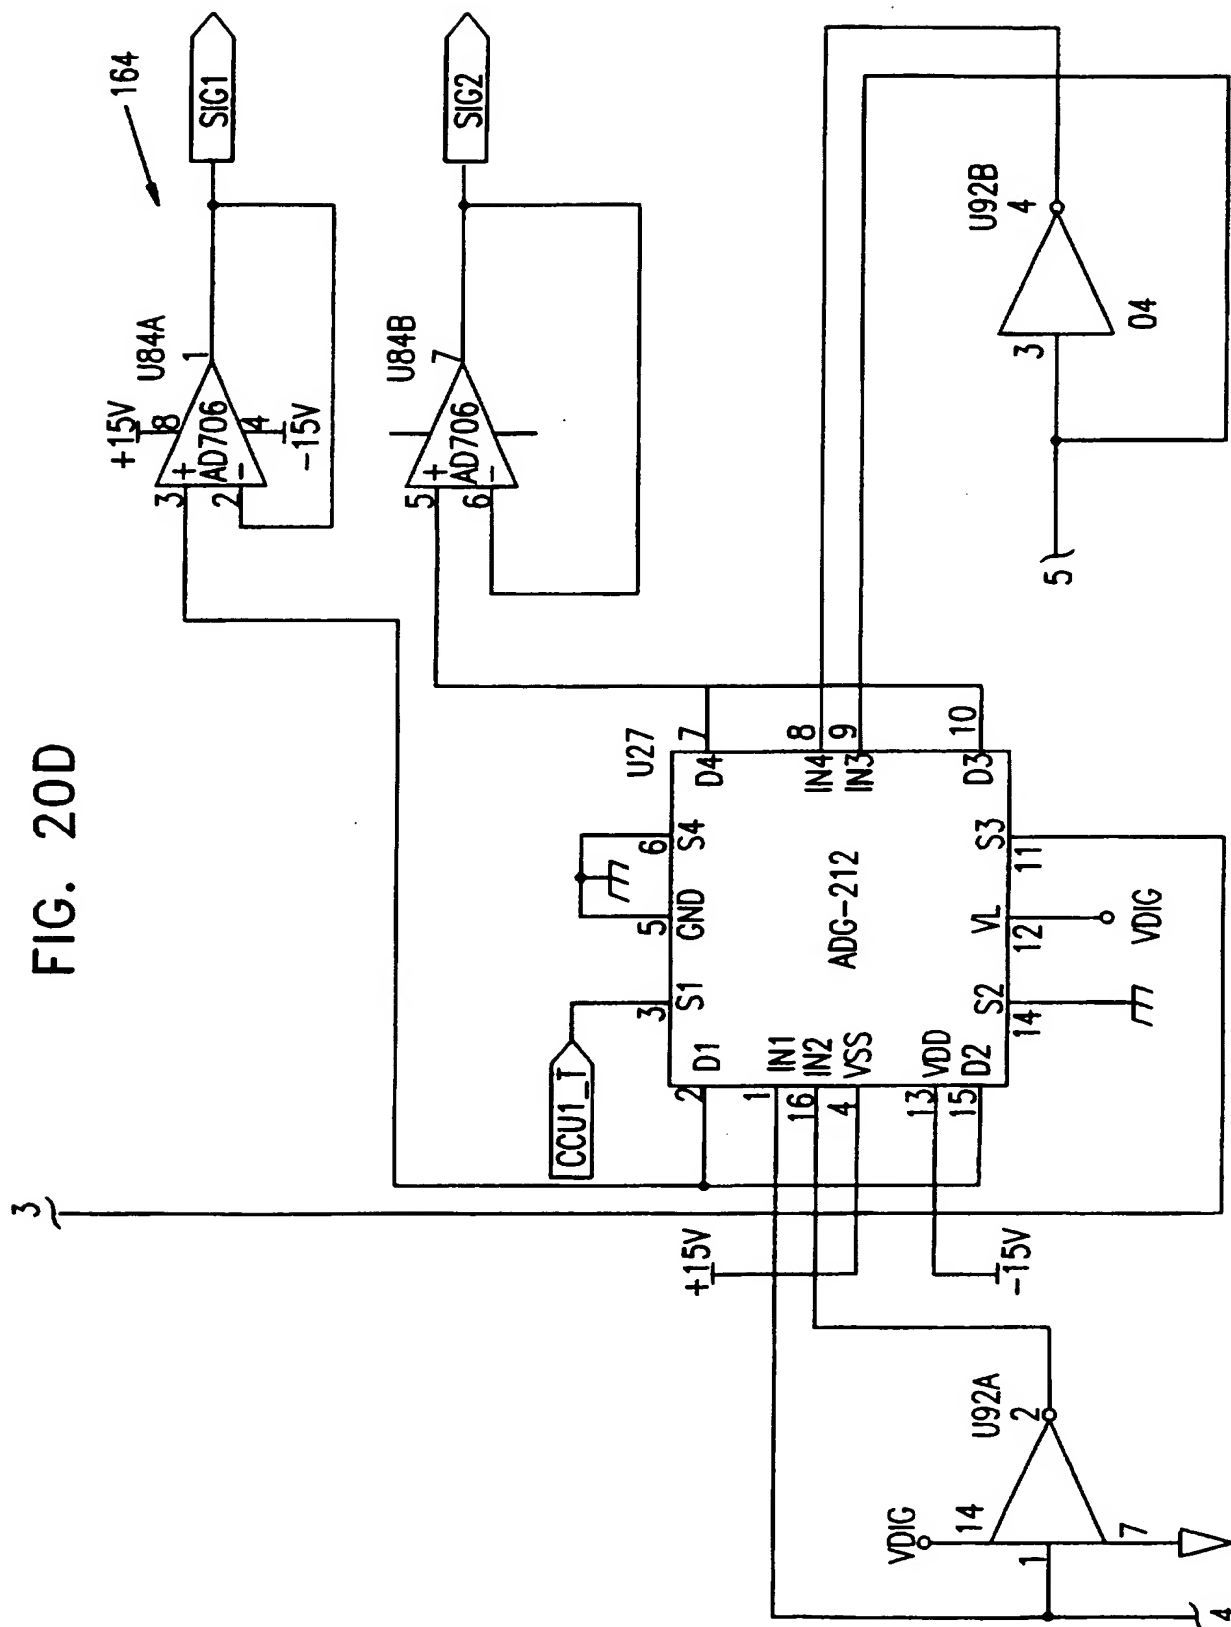 FIG. 20D
164
SIG1
U84A
+15V
8
1
3
+
AD706
2
-
4
-15V
SIG2
U84B
7
5
+
AD706
6
-
U92B
4
3
04
5
3
U27
CCU1_T
3
5
6
S1
GND
S4
2
D1
D4
7
1
IN1
IN4
8
16
IN2
IN3
9
4
VSS
ADG-212
13
VDD
15
D2
D3
10
S2
VL
S3
14
12
11
VDIG
+15V
-15V
U92A
2
VDIG
14
1
7
4